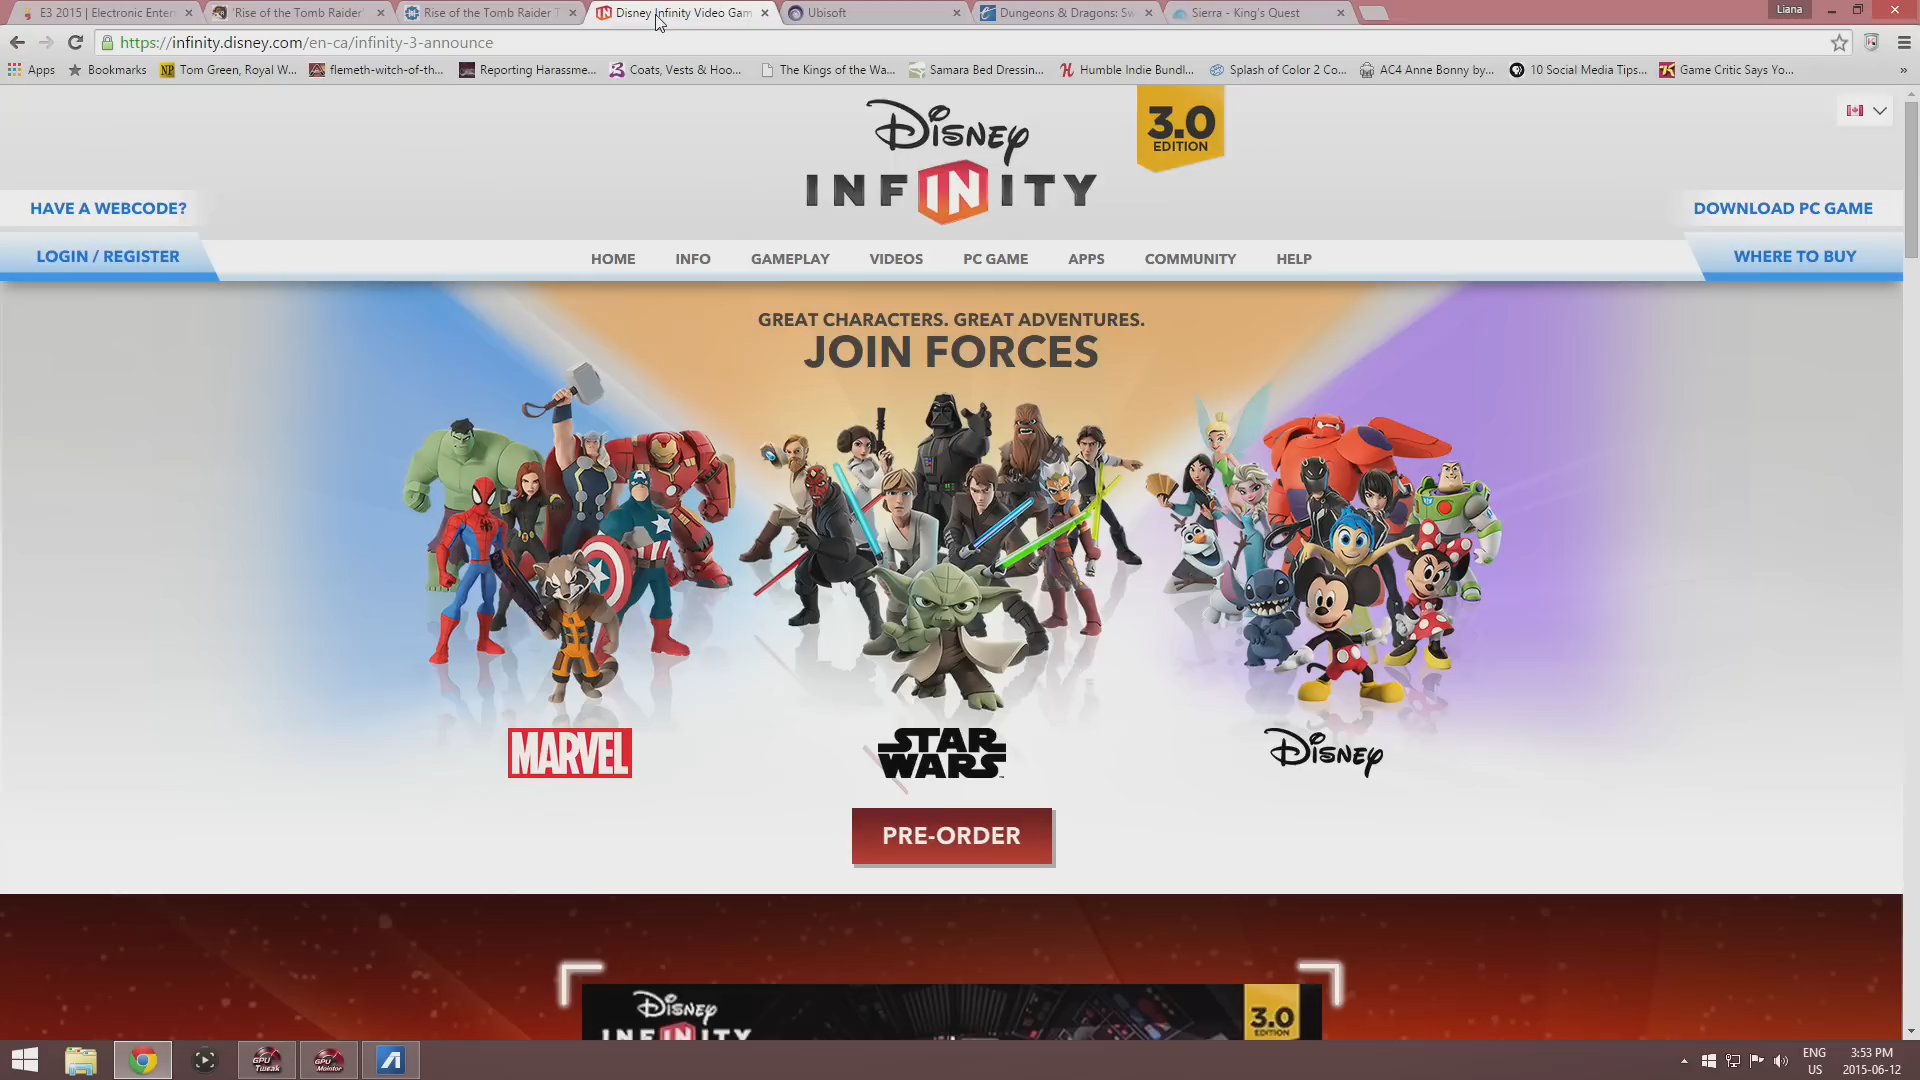 E3 2015 | Electronic Enter
'Rise of the Tomb Raider'
Rise of the Tomb Raider T
Disney Infinity Video Gam
Ubisoft
Dungeons & Dragons: Sw
Sierra - King's Quest
Liana
https://infinity.disney.com/en-ca/infinity-3-announce
Apps
Bookmarks
NP
Tom Green, Royal W...
flemeth-witch-of-th...
Reporting Harassme...
Coats, Vests & Hoo...
The Kings of the Wa...
Samara Bed Dressin...
Humble Indie Bundl...
Splash of Color 2 Co...
AC4 Anne Bonny by...
10 Social Media Tips...
Game Critic Says Yo...
»
DISNEY
INFINITY
3.0
EDITION
HAVE A WEBCODE?
DOWNLOAD PC GAME
LOGIN / REGISTER
HOME
INFO
GAMEPLAY
VIDEOS
PC GAME
APPS
COMMUNITY
HELP
WHERE TO BUY
GREAT CHARACTERS. GREAT ADVENTURES.
JOIN FORCES
MARVEL
STAR
WARS
DISNEY
PRE-ORDER
DISNEY
INFINITY
3.0
EDITION
GPU
Tweak
GPU
Monitor
ENG
US
3:53 PM
2015-06-12